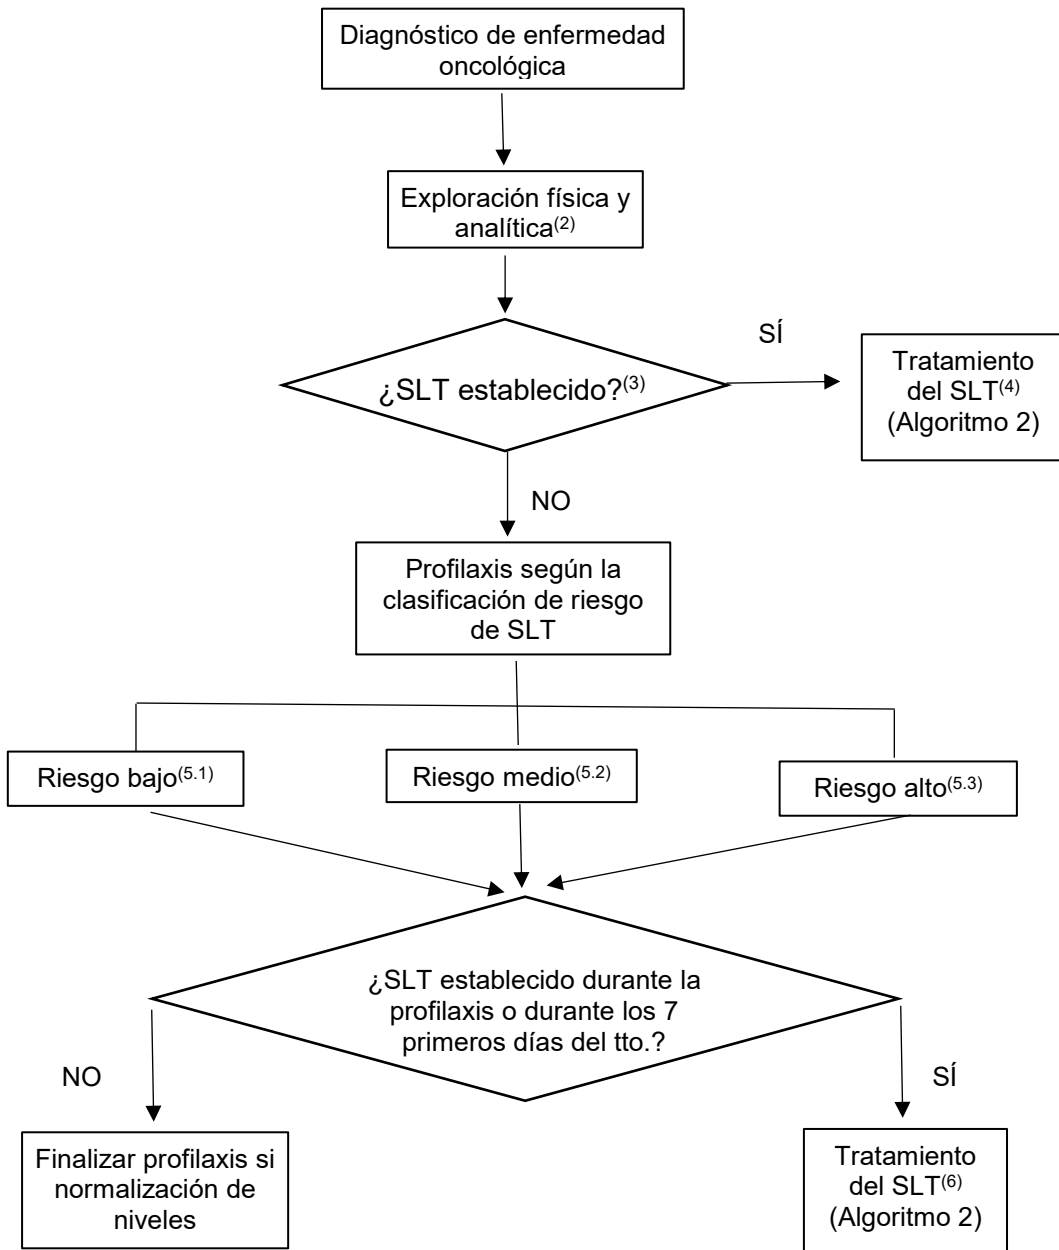 Diagnóstico de enfermedad
oncológica
Exploración física y
analítica(2)
¿SLT establecido?(3)
SÍ
Tratamiento
del SLT(4)
(Algoritmo 2)
NO
Profilaxis según la
clasificación de riesgo
de SLT
Riesgo bajo(5.1)
Riesgo medio(5.2)
Riesgo alto(5.3)
¿SLT establecido durante la
profilaxis o durante los 7
primeros días del tto.?
NO
SÍ
Finalizar profilaxis si
normalización de
niveles
Tratamiento
del SLT(6)
(Algoritmo 2)